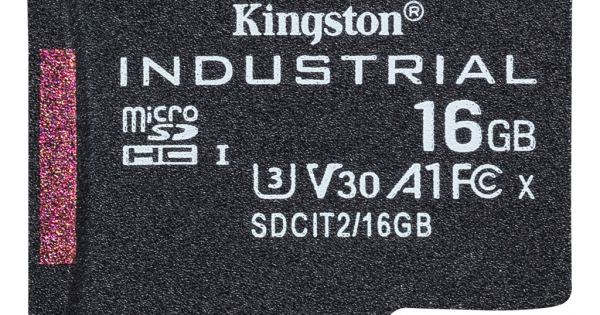 Kingston®
INDUSTRIAL
micro SD HC I
16GB
U3 V30 A1 FC X
SDCIT2/16GB